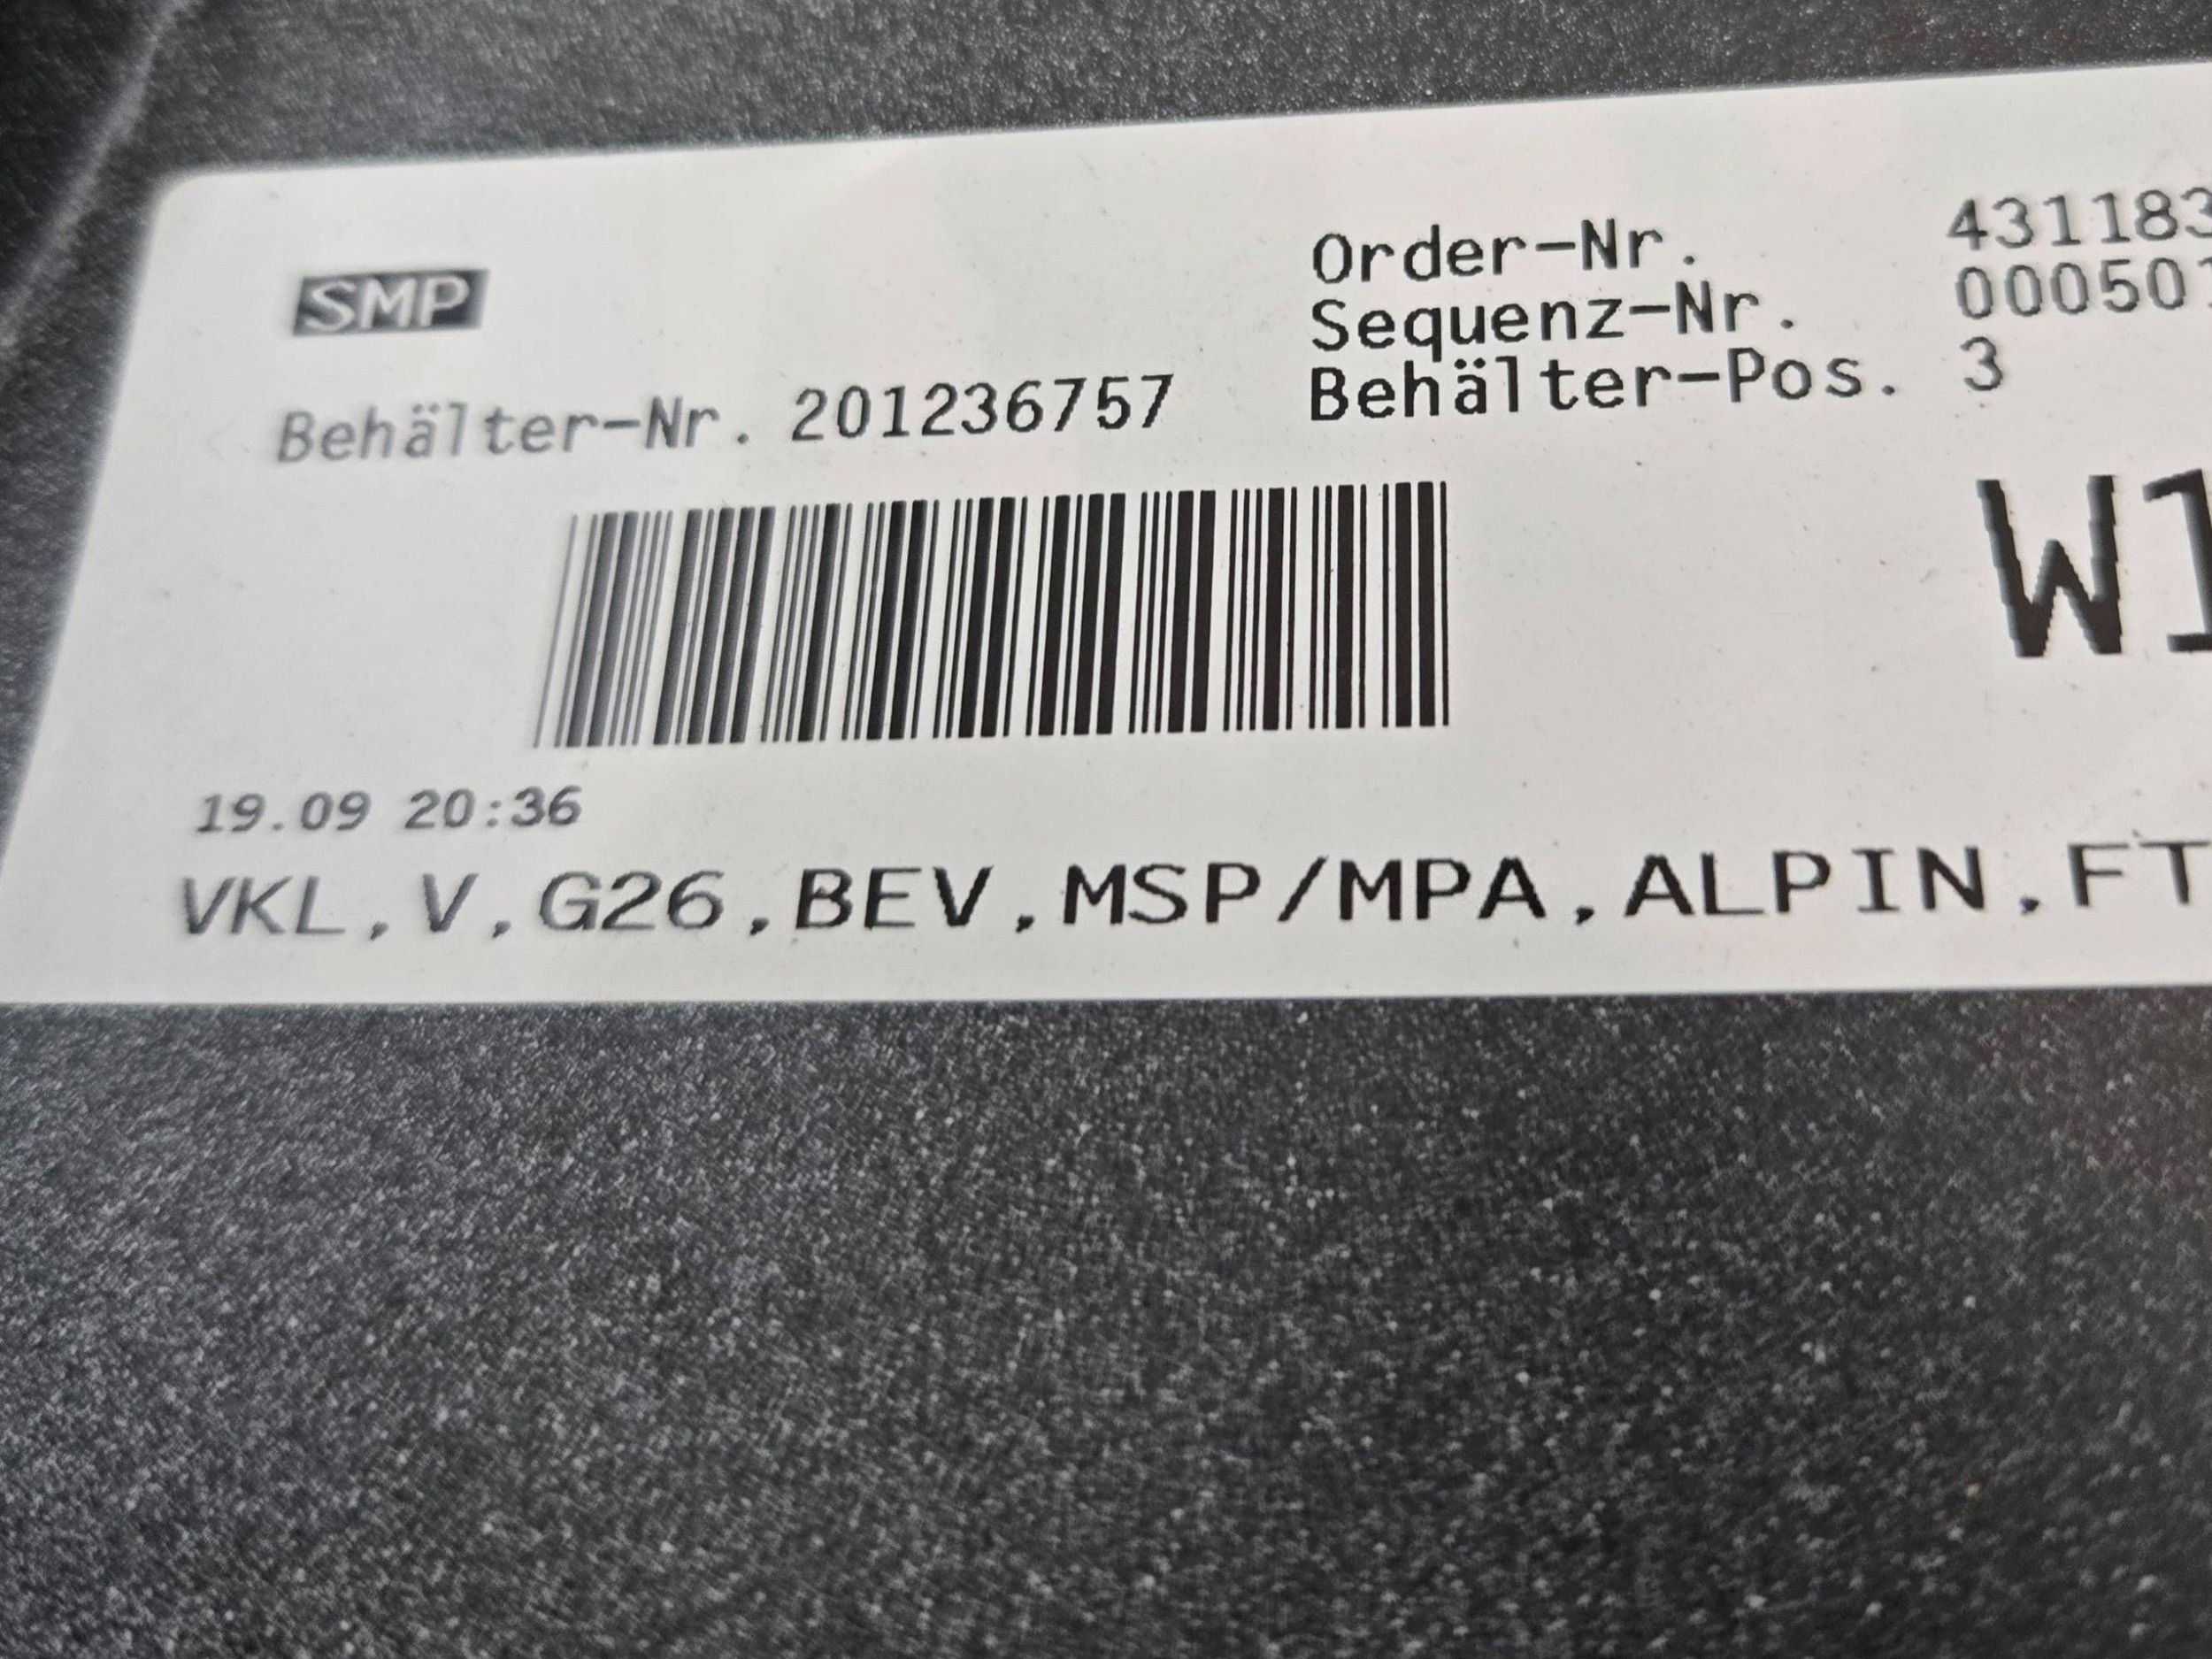 SMP
Order-Nr. 431183
Sequenz-Nr. 000501
Behälter-Pos. 3
Behälter-Nr. 201236757
W1
19.09 20:36
VKL,V,G26,BEV,MSP/MPA,ALPIN,FT